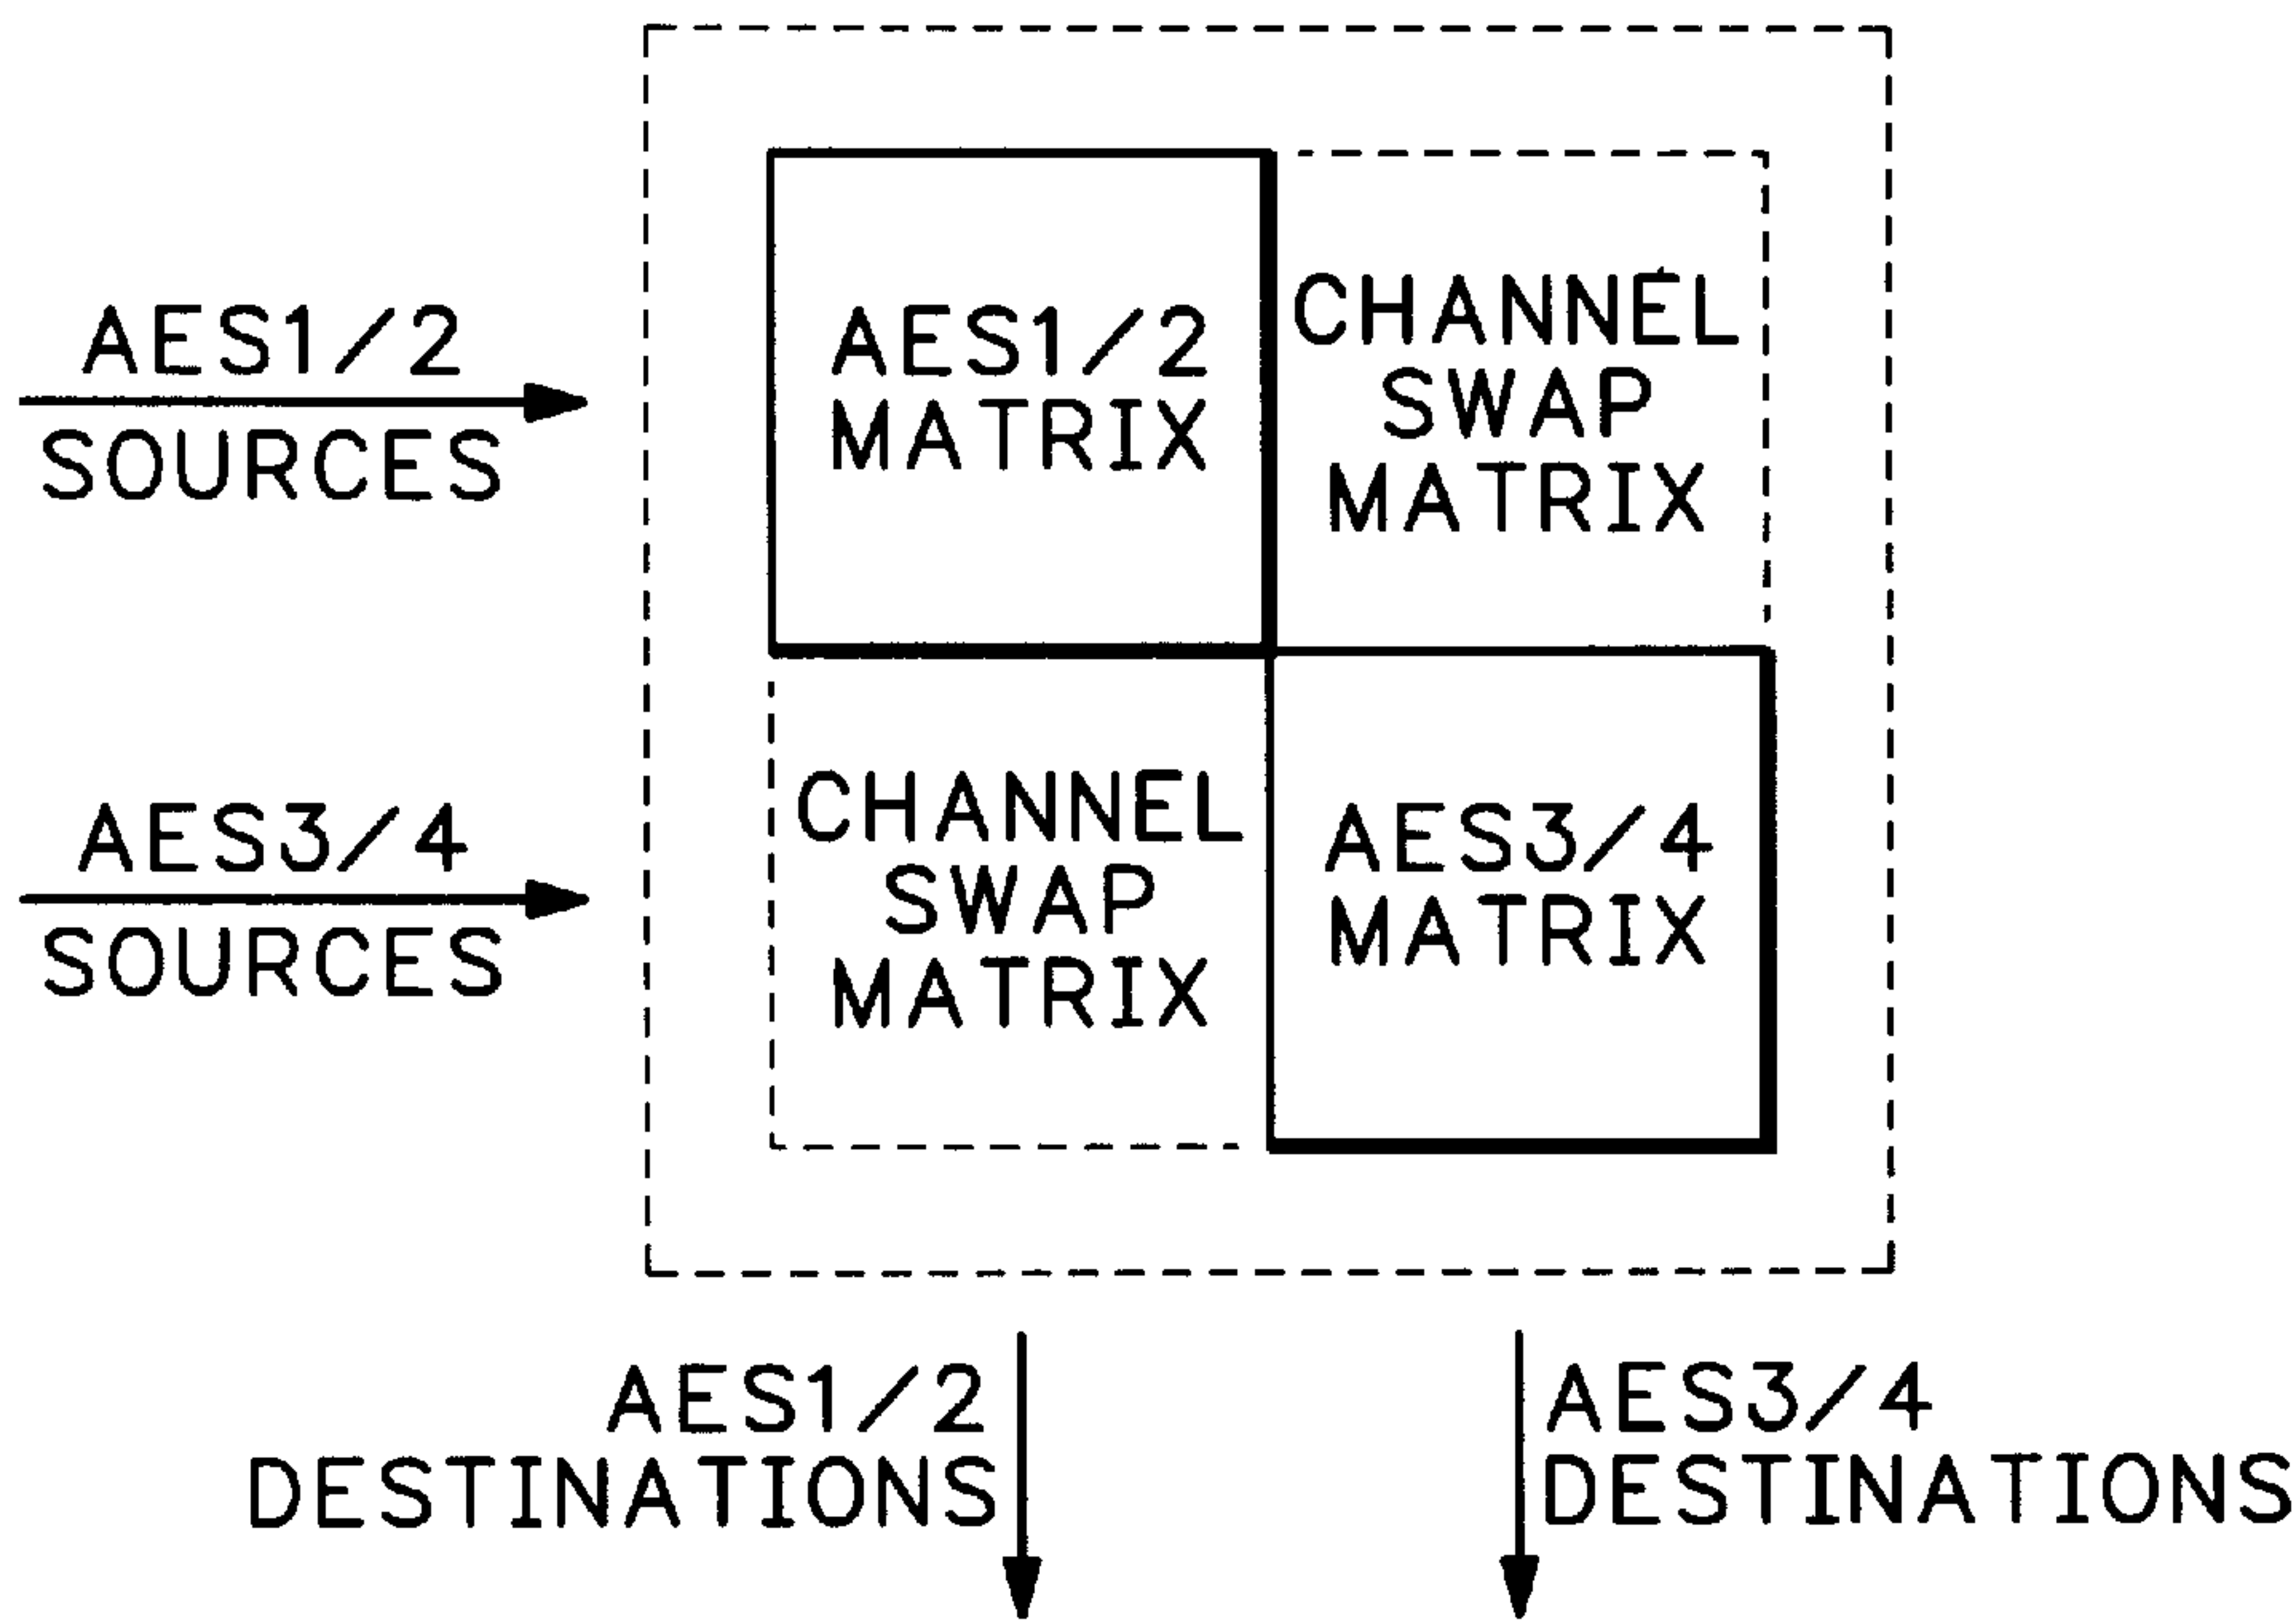 AES1/2
SOURCES
AES1/2
MATRIX
CHANNEL
SWAP
MATRIX
AES3/4
SOURCES
CHANNEL
SWAP
MATRIX
AES3/4
MATRIX
AES1/2
DESTINATIONS
AES3/4
DESTINATIONS